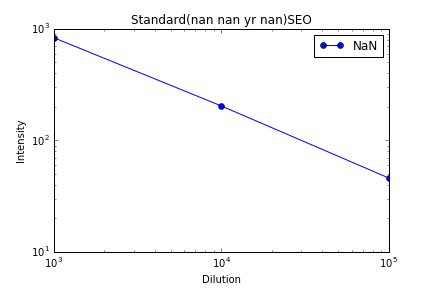 Standard(nan nan yr nan)SEO
10³
NaN
10²
Intensity
10¹
10³
10⁴
10⁵
Dilution